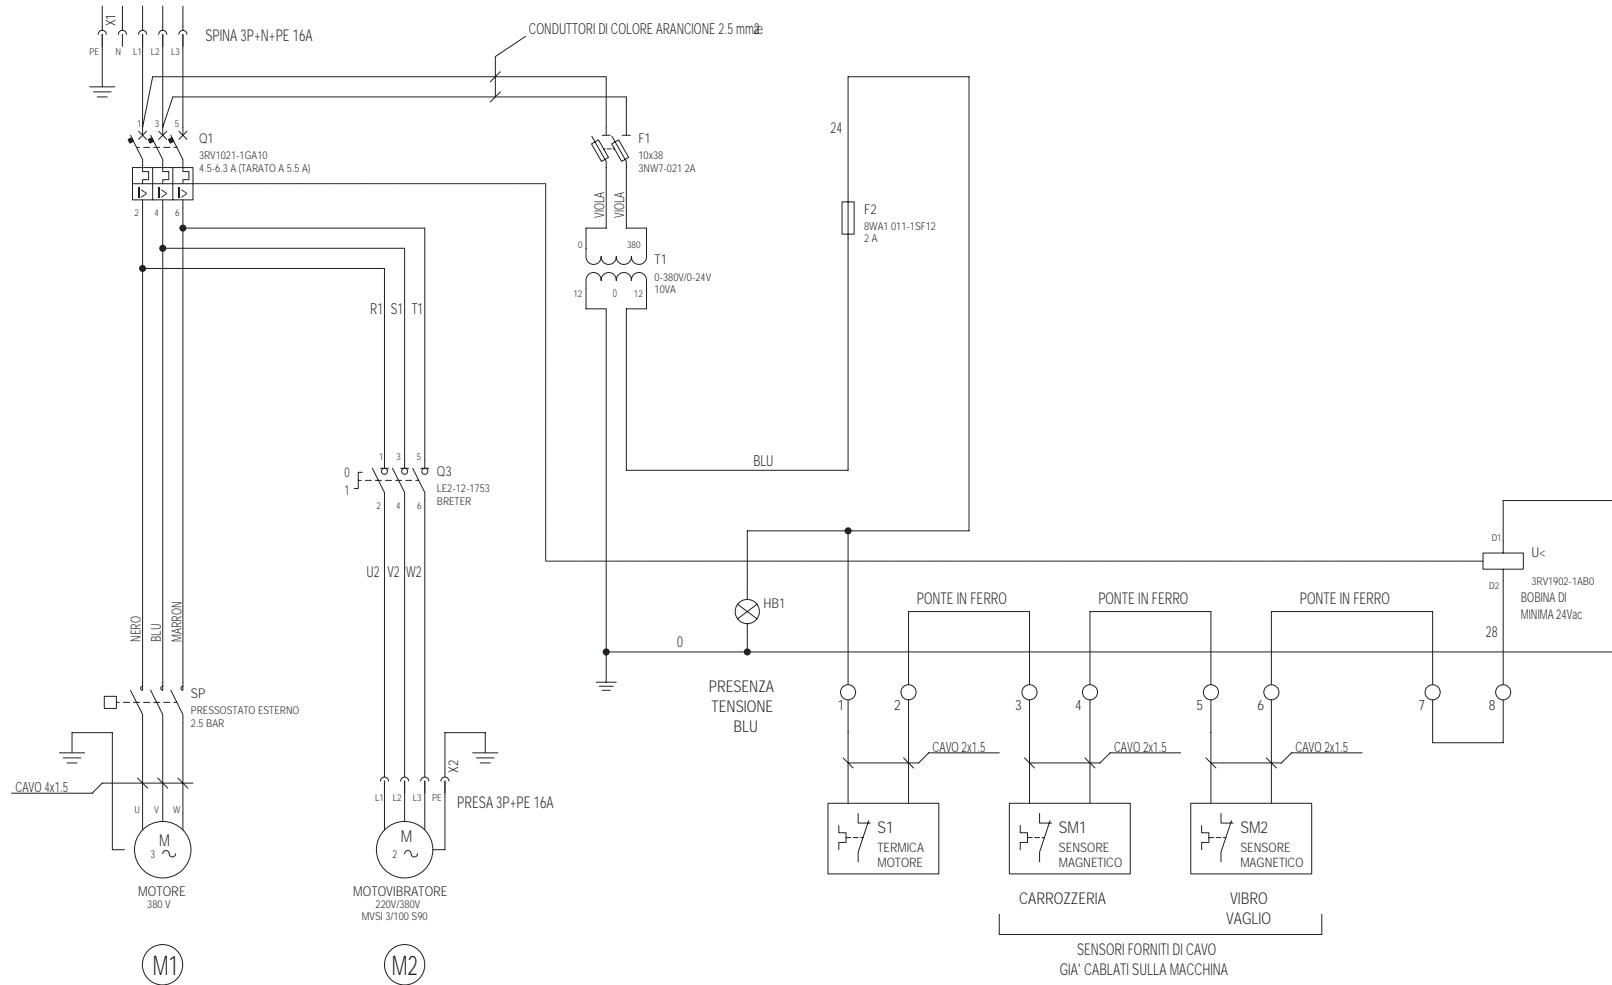 X1
SPINA 3P+N+PE 16A
PE
N
L1
L2
L3
CONDUTTORI DI COLORE ARANCIONE 2.5 mm
1
3
5
Q1
3RV1021-1GA10
4.5-6.3 A (TARATO A 5.5 A)
I>
I>
I>
2
4
6
F1
10x38
3NW7-021 2A
VIOLA
VIOLA
0
380
T1
0-380V/0-24V
10VA
12
0
12
24
F2
8WA1 011-1SF12
2 A
BLU
R1
S1
T1
0
1
1
3
5
Q3
LE2-12-1753
BRETER
2
4
6
U2
V2
W2
NERO
BLU
MARRON
SP
PRESSOSTATO ESTERNO
2.5 BAR
CAVO 4x1.5
U
V
W
M
3
MOTORE
380 V
M1
L1
L2
L3
PE
X2
PRESA 3P+PE 16A
M
2
MOTOVIBRATORE
220V/380V
MVSI 3/100 S90
M2
HB1
0
PRESENZA
TENSIONE
BLU
PONTE IN FERRO
PONTE IN FERRO
PONTE IN FERRO
D1
U<
D2
3RV1902-1AB0
BOBINA DI
MINIMA 24Vac
28
1
2
3
4
5
6
7
8
CAVO 2x1.5
CAVO 2x1.5
CAVO 2x1.5
S1
TERMICA
MOTORE
SM1
SENSORE
MAGNETICO
SM2
SENSORE
MAGNETICO
CARROZZERIA
VIBRO
VAGLIO
SENSORI FORNITI DI CAVO
GIA' CABLATI SULLA MACCHINA